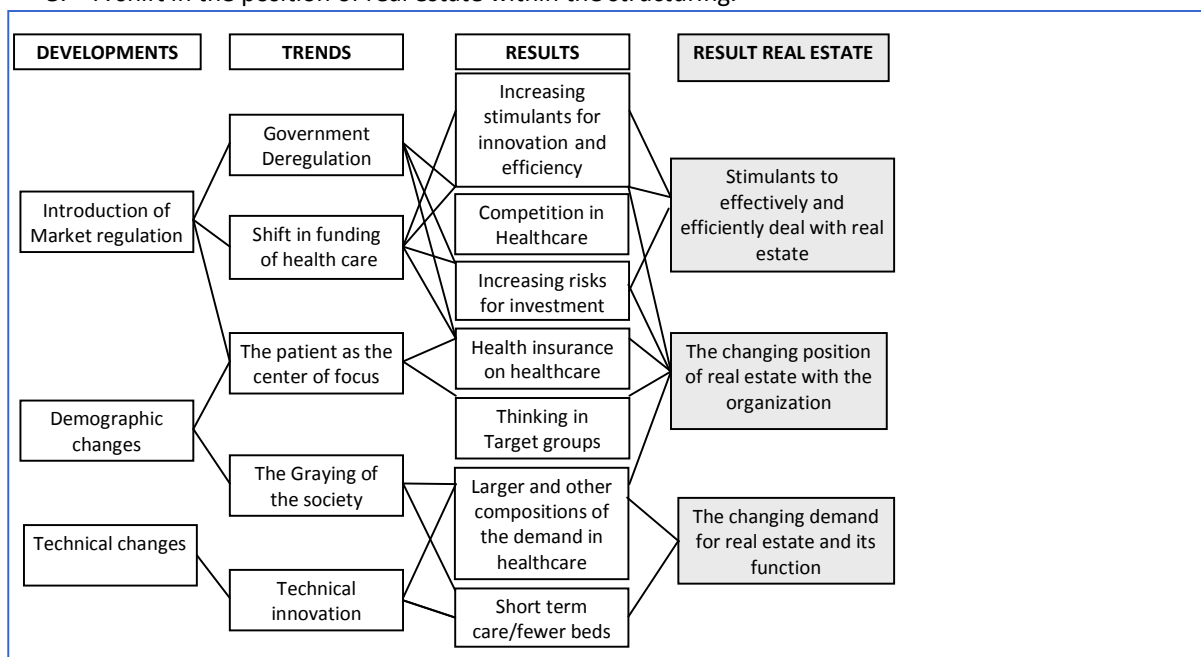 DEVELOPMENTS
TRENDS
RESULTS
RESULT REAL ESTATE
Introduction of
Market regulation
Demographic
changes
Technical changes
Government
Deregulation
Shift in funding
of health care
The patient as the
center of focus
The Graying of
the society
Technical
innovation
Increasing
stimulants for
innovation and
efficiency
Competition in
Healthcare
Increasing risks
for investment
Health insurance
on healthcare
Thinking in
Target groups
Larger and other
compositions of
the demand in
healthcare
Short term
care/fewer beds
Stimulants to
effectively and
efficiently deal with real
estate
The changing position
of real estate with the
organization
The changing demand
for real estate and its
function